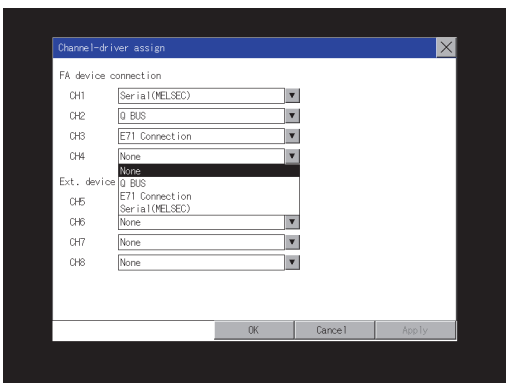 Channel-driver assign
FA device connection
CH1 Serial(MELSEC)
CH2 Q BUS
CH3 E71 Connection
CH4 None
None
Ext. device Q BUS
CH5 E71 Connection
Serial(MELSEC)
CH6 None
CH7 None
CH8 None
OK Cancel Apply